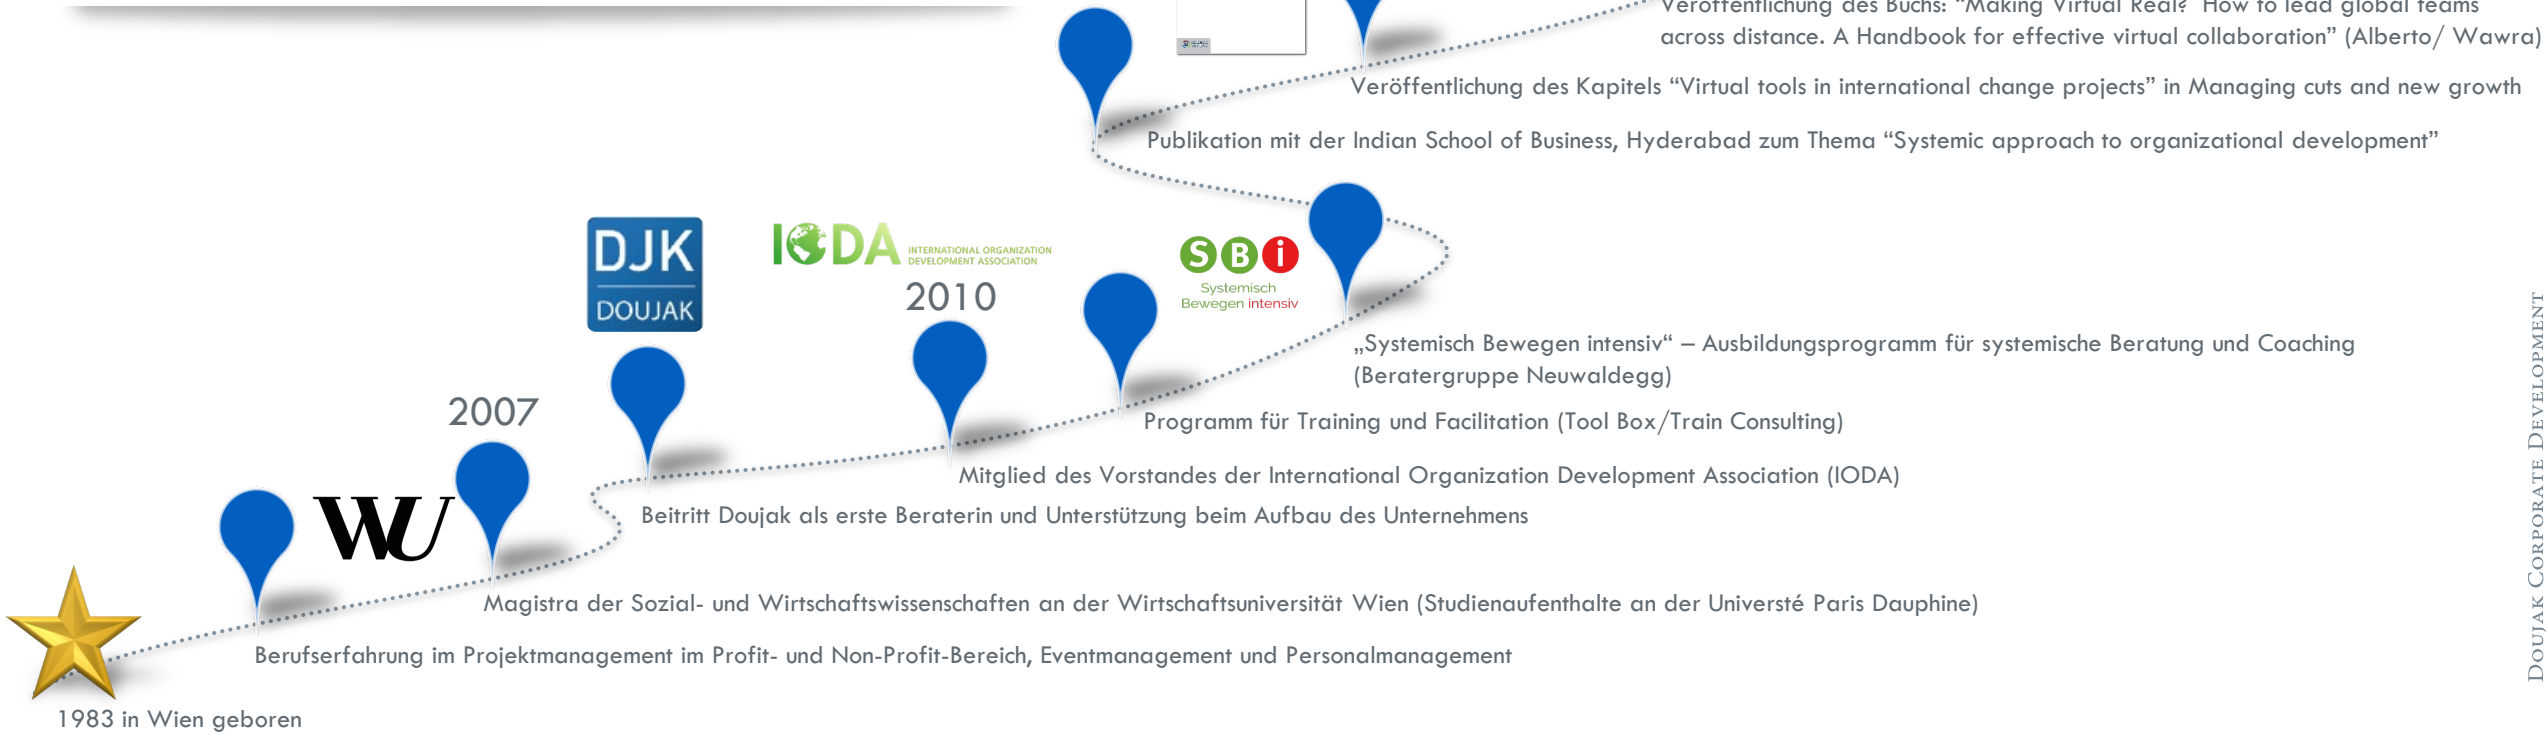 Veröffentlichung des Buchs: “Making Virtual Real? How to lead global teams
across distance. A Handbook for effective virtual collaboration” (Alberto/ Wawra)
Veröffentlichung des Kapitels “Virtual tools in international change projects” in Managing cuts and new growth
Publikation mit der Indian School of Business, Hyderabad zum Thema “Systemic approach to organizational development”
DJK
DOUJAK
IODA INTERNATIONAL ORGANIZATION
DEVELOPMENT ASSOCIATION
2010
SBi
Systemisch
Bewegen intensiv
„Systemisch Bewegen intensiv“ – Ausbildungsprogramm für systemische Beratung und Coaching
(Beratergruppe Neuwaldegg)
Programm für Training und Facilitation (Tool Box/Train Consulting)
2007
Mitglied des Vorstandes der International Organization Development Association (IODA)
Beitritt Doujak als erste Beraterin und Unterstützung beim Aufbau des Unternehmens
WU
Magistra der Sozial- und Wirtschaftswissenschaften an der Wirtschaftsuniversität Wien (Studienaufenthalte an der Universté Paris Dauphine)
Berufserfahrung im Projektmanagement im Profit- und Non-Profit-Bereich, Eventmanagement und Personalmanagement
1983 in Wien geboren
DOUJAK CORPORATE DEVELOPMENT